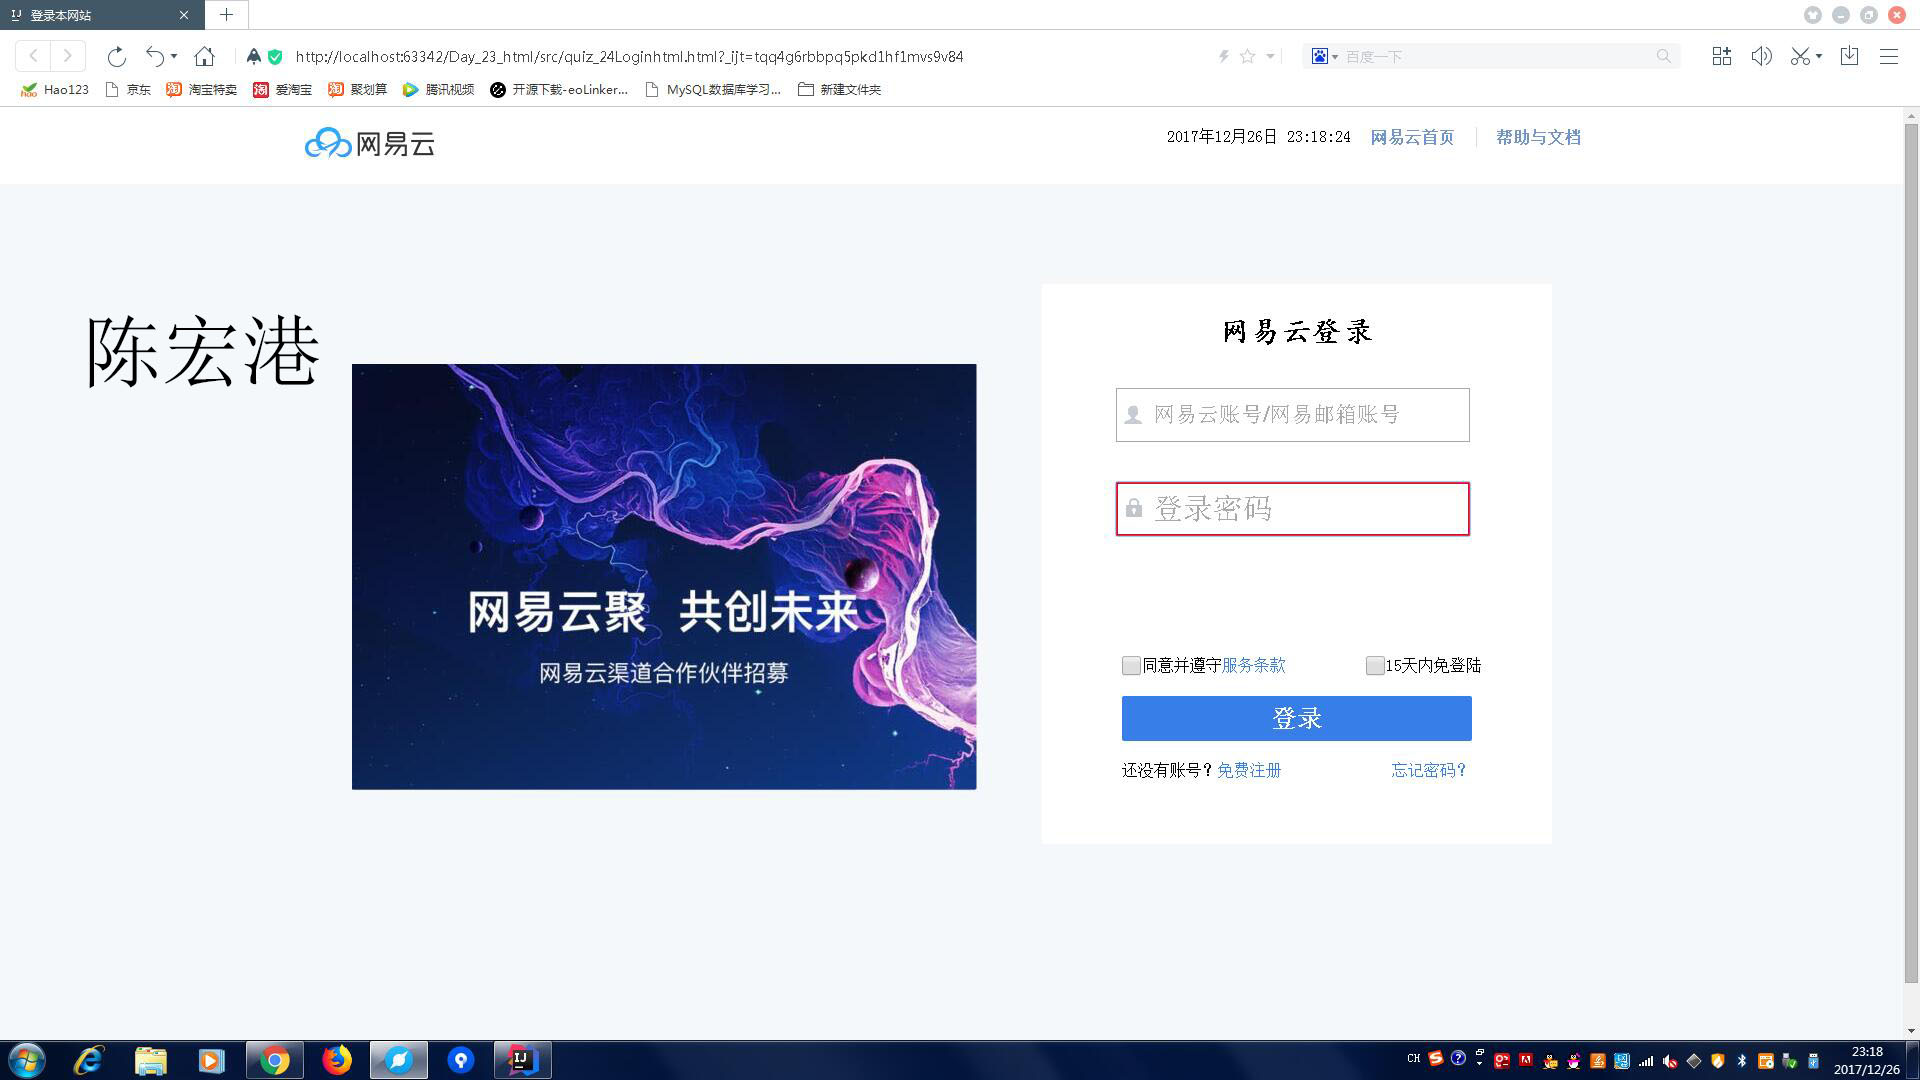 登录本网站
http://localhost:63342/Day_23_html/src/quiz_24Loginhtml.html?_ijt=tqq4g6rbbpq5pkd1hf1mvs9v84
百度一下
Hao123 京东 淘宝特卖 爱淘宝 聚划算 腾讯视频 开源下载-eoLinker... MySQL数据库学习... 新建文件夹
网易云 2017年12月26日 23:18:24 网易云首页 帮助与文档
陈宏港
网易云聚 共创未来
网易云渠道合作伙伴招募
网易云登录
网易云账号/网易邮箱账号
登录密码
同意并遵守服务条款 15天内免登陆
登录
还没有账号？免费注册 忘记密码？
CH 23:18
2017/12/26